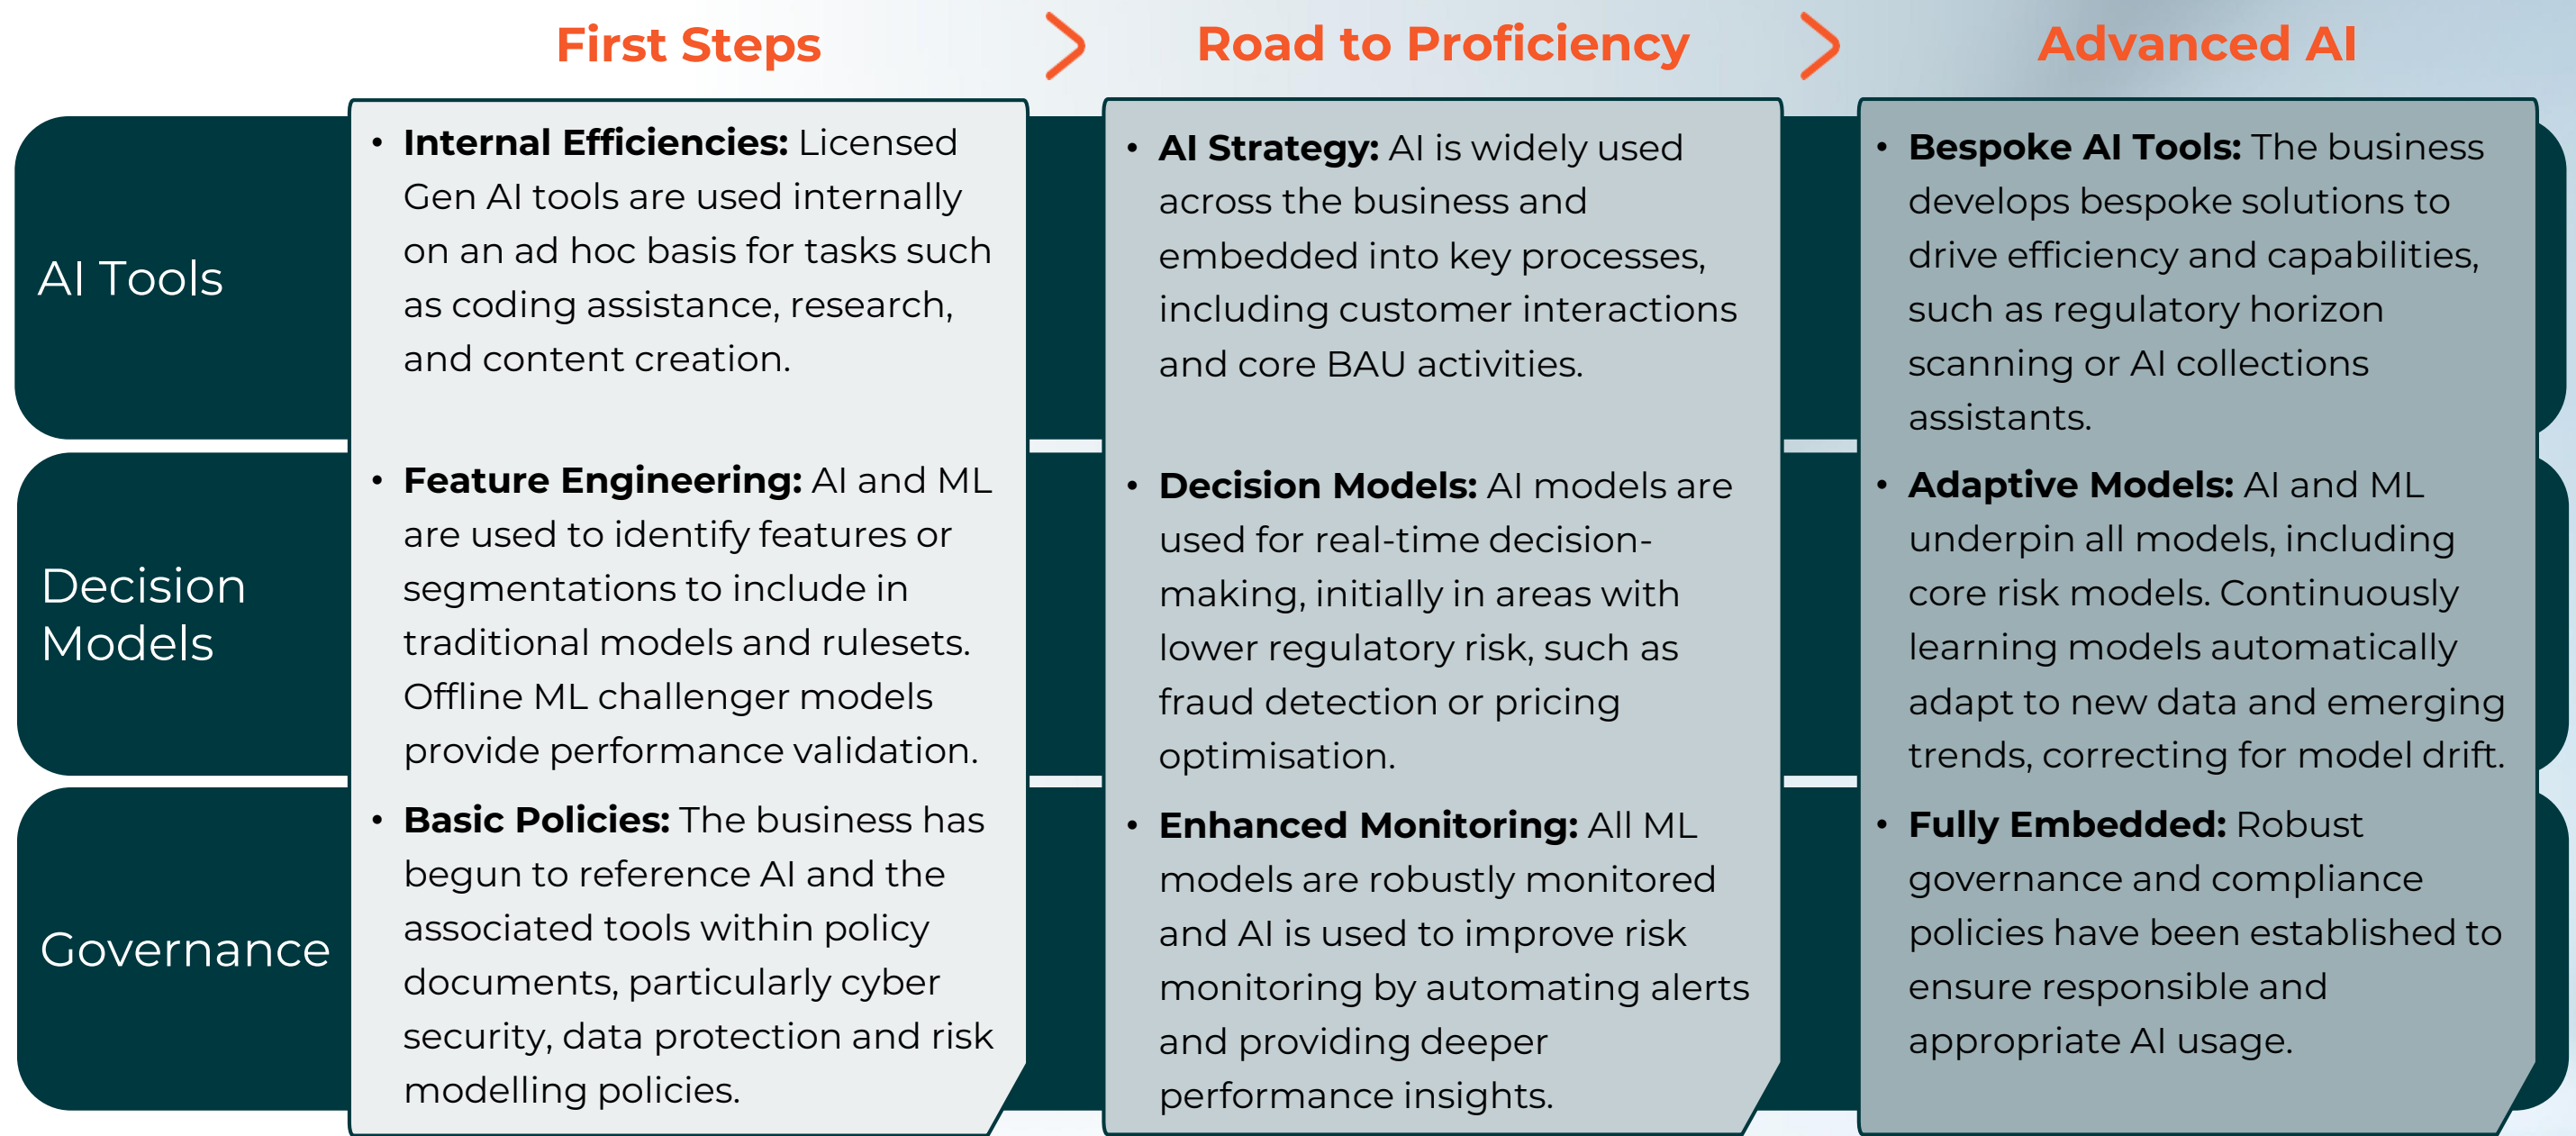 First Steps
Road to Proficiency
Advanced AI
AI Tools
• Internal Efficiencies: Licensed
Gen AI tools are used internally
on an ad hoc basis for tasks such
as coding assistance, research,
and content creation.
• AI Strategy: AI is widely used
across the business and
embedded into key processes,
including customer interactions
and core BAU activities.
• Bespoke AI Tools: The business
develops bespoke solutions to
drive efficiency and capabilities,
such as regulatory horizon
scanning or AI collections
assistants.
Decision
Models
• Feature Engineering: AI and ML
are used to identify features or
segmentations to include in
traditional models and rulesets.
Offline ML challenger models
provide performance validation.
• Decision Models: AI models are
used for real-time decision-
making, initially in areas with
lower regulatory risk, such as
fraud detection or pricing
optimisation.
• Adaptive Models: AI and ML
underpin all models, including
core risk models. Continuously
learning models automatically
adapt to new data and emerging
trends, correcting for model drift.
Governance
• Basic Policies: The business has
begun to reference AI and the
associated tools within policy
documents, particularly cyber
security, data protection and risk
modelling policies.
• Enhanced Monitoring: All ML
models are robustly monitored
and AI is used to improve risk
monitoring by automating alerts
and providing deeper
performance insights.
• Fully Embedded: Robust
governance and compliance
policies have been established to
ensure responsible and
appropriate AI usage.